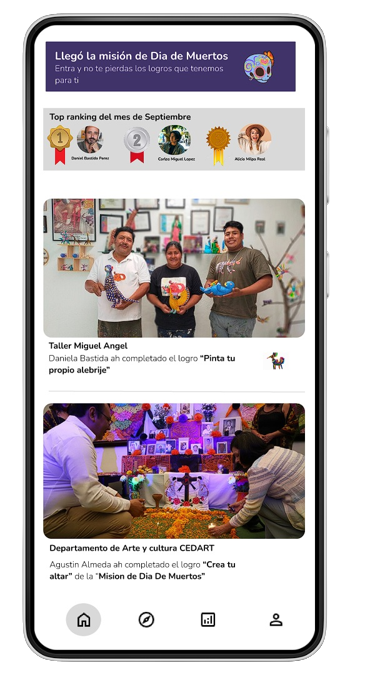 Llegó la misión de Dia de Muertos
Entra y no te pierdas los logros que tenemos
para ti
Top ranking del mes de Septiembre
1
2
Daniel Bastida Perez
Carlos Miguel Lopez
Alicia Milpa Real
Taller Miguel Angel
Daniela Bastida ah completado el logro “Pinta tu
propio alebrije”
Departamento de Arte y cultura CEDART
Agustin Almeda ah completado el logro “Crea tu
altar” de la “Mision de Dia De Muertos”